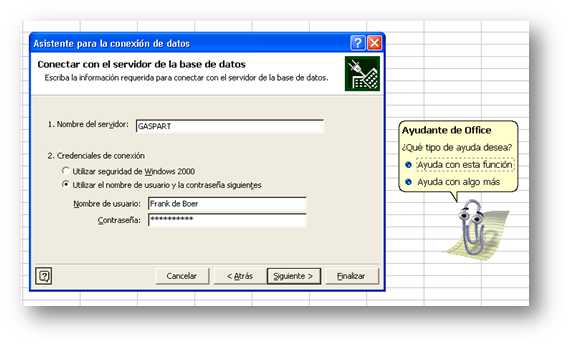 Asistente para la conexión de datos
Conectar con el servidor de la base de datos
Escriba la información requerida para conectar con el servidor de la base de datos.
1. Nombre del servidor: GASPART
2. Credenciales de conexión
Utilizar seguridad de Windows 2000
Utilizar el nombre de usuario y la contraseña siguientes
Nombre de usuario: Frank de Boer
Contraseña: **********
Cancelar < Atrás Siguiente > Finalizar
Ayudante de Office
¿Qué tipo de ayuda desea?
Ayuda con esta función
Ayuda con algo más